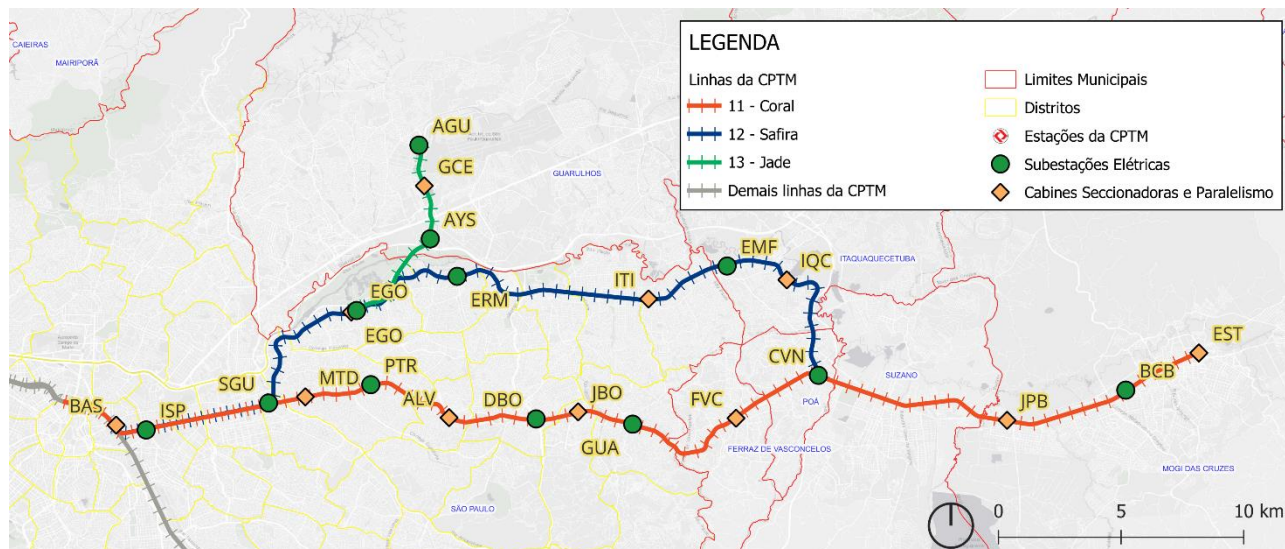 CAIEIRAS
MAIRIPORÃ
AGU
GCE
GUARULHOS
AYS
EGO
EGO
ERM
ITI
EMF
IQC
ITAQUAQUECETUBA
SGU
MTD
PTR
CVN
EST
BAS
ISP
ALV
DBO
JBO
GUA
FVC
POÁ
SUZANO
JPB
BCB
FERRAZ DE VASCONCELOS
MOGI DAS CRUZES
SÃO PAULO
LEGENDA
Linhas da CPTM
11 - Coral
12 - Safira
13 - Jade
Demais linhas da CPTM
Limites Municipais
Distritos
Estações da CPTM
Subestações Elétricas
Cabines Seccionadoras e Paralelismo
0 5 10 km